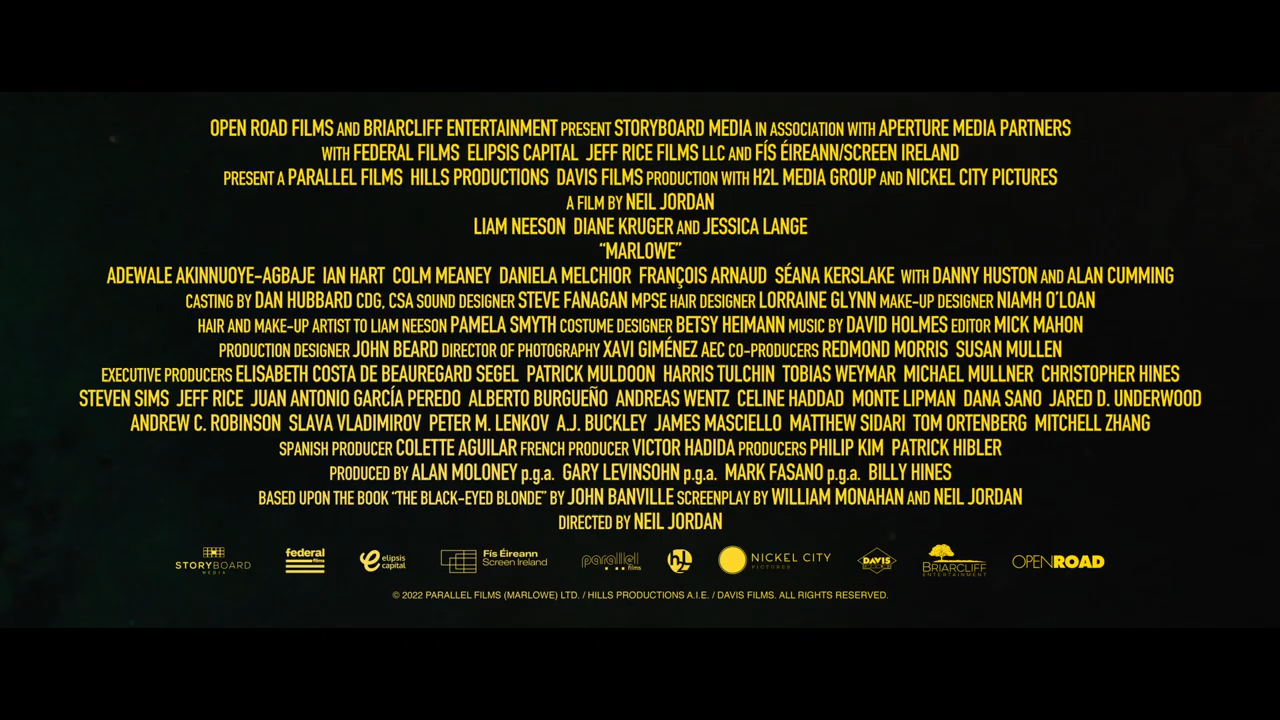 OPEN ROAD FILMS AND BRIARCLIFF ENTERTAINMENT PRESENT STORYBOARD MEDIA IN ASSOCIATION WITH APERTURE MEDIA PARTNERS
WITH FEDERAL FILMS ELIPSIS CAPITAL JEFF RICE FILMS LLC AND FÍS ÉIREANN/SCREEN IRELAND
PRESENT A PARALLEL FILMS HILLS PRODUCTIONS DAVIS FILMS PRODUCTION WITH H2L MEDIA GROUP AND NICKEL CITY PICTURES
A FILM BY NEIL JORDAN
LIAM NEESON DIANE KRUGER AND JESSICA LANGE
“MARLOWE”
ADEWALE AKINNUOYE-AGBAJE IAN HART COLM MEANEY DANIELA MELCHIOR FRANÇOIS ARNAUD SÉANA KERSLAKE WITH DANNY HUSTON AND ALAN CUMMING
CASTING BY DAN HUBBARD CDG, CSA SOUND DESIGNER STEVE FANAGAN MPSE HAIR DESIGNER LORRAINE GLYNN MAKE-UP DESIGNER NIAMH O’LOAN
HAIR AND MAKE-UP ARTIST TO LIAM NEESON PAMELA SMYTH COSTUME DESIGNER BETSY HEIMANN MUSIC BY DAVID HOLMES EDITOR MICK MAHON
PRODUCTION DESIGNER JOHN BEARD DIRECTOR OF PHOTOGRAPHY XAVI GIMÉNEZ AEC CO-PRODUCERS REDMOND MORRIS SUSAN MULLEN
EXECUTIVE PRODUCERS ELISABETH COSTA DE BEAUREGARD SEGEL PATRICK MULDOON HARRIS TULCHIN TOBIAS WEYMAR MICHAEL MULLNER CHRISTOPHER HINES
STEVEN SIMS JEFF RICE JUAN ANTONIO GARCÍA PEREDO ALBERTO BURGUEÑO ANDREAS WENTZ CELINE HADDAD MONTE LIPMAN DANA SANO JARED D. UNDERWOOD
ANDREW C. ROBINSON SLAVA VLADIMIROV PETER M. LENKOV A.J. BUCKLEY JAMES MASCIELLO MATTHEW SIDARI TOM ORTENBERG MITCHELL ZHANG
SPANISH PRODUCER COLETTE AGUILAR FRENCH PRODUCER VICTOR HADIDA PRODUCERS PHILIP KIM PATRICK HIBLER
PRODUCED BY ALAN MOLONEY p.g.a. GARY LEVINSOHN p.g.a. MARK FASANO p.g.a. BILLY HINES
BASED UPON THE BOOK “THE BLACK-EYED BLONDE” BY JOHN BANVILLE SCREENPLAY BY WILLIAM MONAHAN AND NEIL JORDAN
DIRECTED BY NEIL JORDAN
STORYBOARD MEDIA
federal films
elipsis capital
Fís Éireann
Screen Ireland
parallel films
h2l
NICKEL CITY PICTURES
DAVIS
BRIARCLIFF ENTERTAINMENT
OPENROAD
© 2022 PARALLEL FILMS (MARLOWE) LTD. / HILLS PRODUCTIONS A.I.E. / DAVIS FILMS. ALL RIGHTS RESERVED.